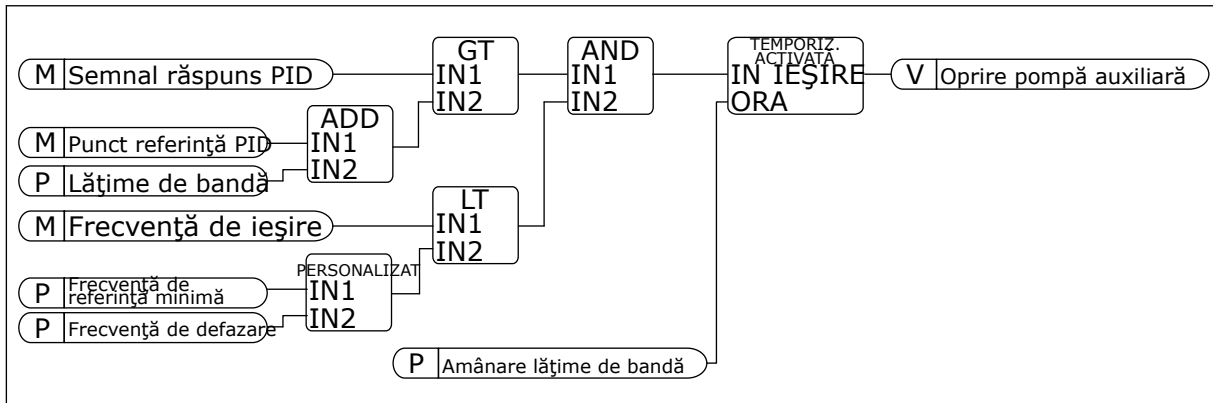 GT
IN1
IN2
AND
IN1
IN2
TEMPORIZ.
ACTIVATĂ
IN IEŞIRE
ORA
M Semnal răspuns PID
V Oprire pompă auxiliară
ADD
IN1
IN2
M Punct referinţă PID
P Lăţime de bandă
LT
IN1
IN2
M Frecvenţă de ieşire
PERSONALIZAT
IN1
IN2
P Frecvenţă de
referinţă minimă
P Frecvenţă de defazare
P Amânare lăţime de bandă